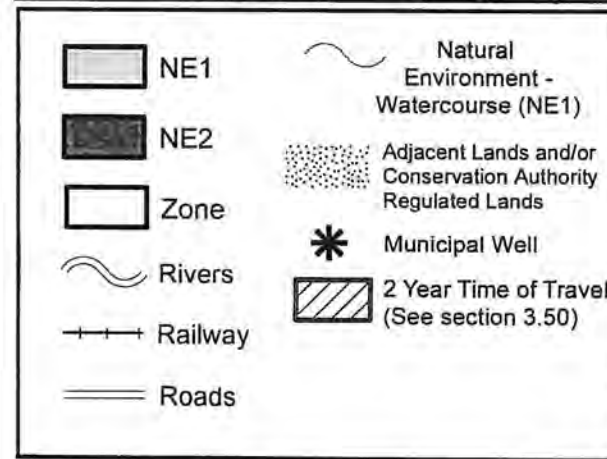 NE1
NE2
Zone
Rivers
Railway
Roads
Natural
Environment -
Watercourse (NE1)
Adjacent Lands and/or
Conservation Authority
Regulated Lands
Municipal Well
2 Year Time of Travel
(See section 3.50)